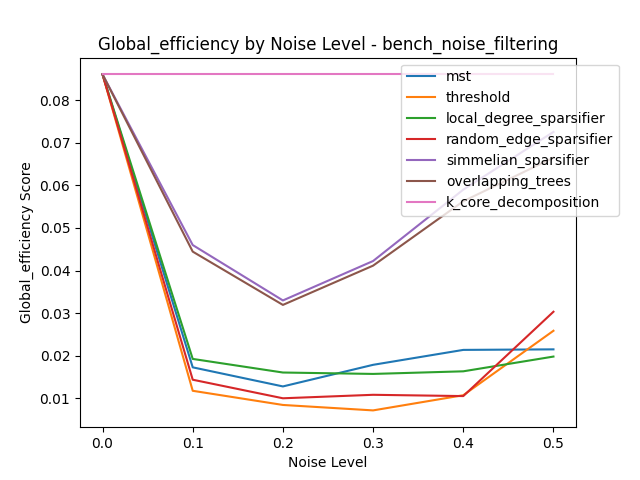 Global_efficiency by Noise Level - bench_noise_filtering
Global_efficiency Score
0.08
0.07
0.06
0.05
0.04
0.03
0.02
0.01
mst
threshold
local_degree_sparsifier
random_edge_sparsifier
simmelian_sparsifier
overlapping_trees
k_core_decomposition
0.0 0.1 0.2 0.3 0.4 0.5
Noise Level